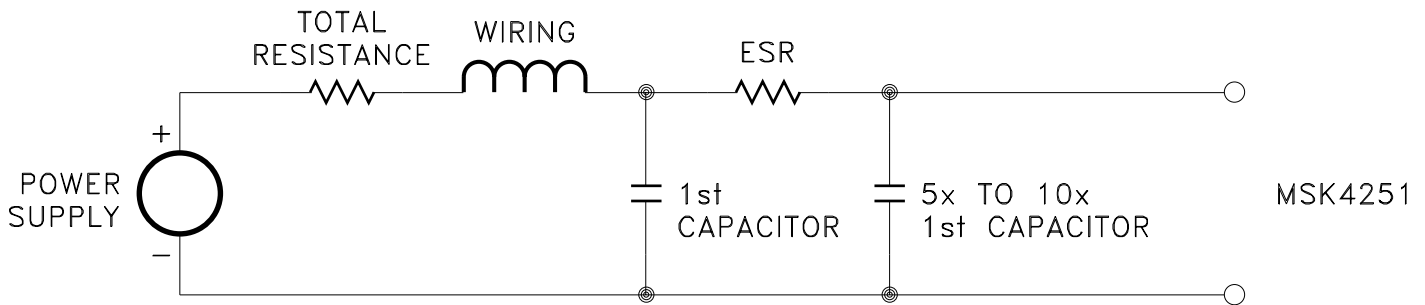 TOTAL
RESISTANCE
WIRING
ESR
+
POWER
SUPPLY
−
1st
CAPACITOR
5x TO 10x
1st CAPACITOR
MSK4251